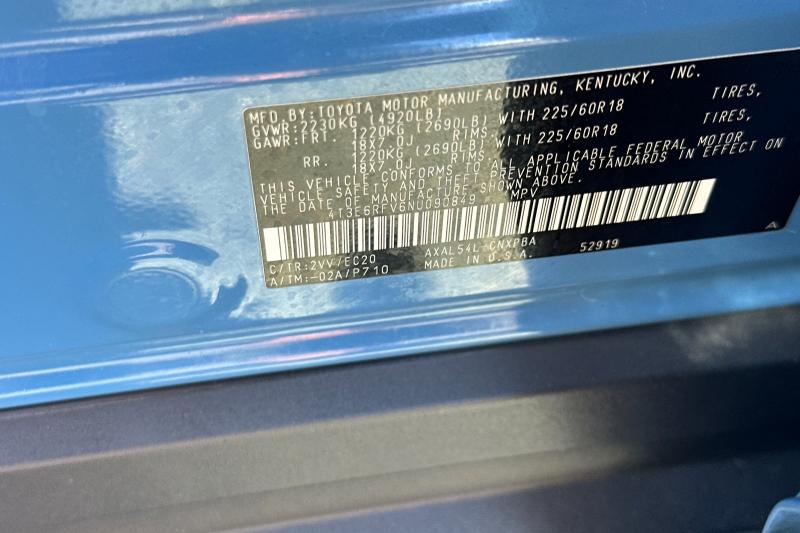 MFD.BY:TOYOTA MOTOR MANUFACTURING, KENTUCKY, INC.
GVWR:2230KG (4920LB)
GAWR:FRT. 1220KG (2690LB) WITH 225/60R18 TIRES,
18X7.0J RIMS.
RR. 1220KG (2690LB) WITH 225/60R18 TIRES,
18X7.0J RIMS.
THIS VEHICLE CONFORMS TO ALL APPLICABLE FEDERAL MOTOR
VEHICLE SAFETY AND THEFT PREVENTION STANDARDS IN EFFECT ON
THE DATE OF MANUFACTURE SHOWN ABOVE.
4T3E6RFV6NU090849 MPV
C/TR:2VV/EC20 AXAL54L-CNXPBA 52919 A
A/TM:-02A/P710 MADE IN U.S.A.